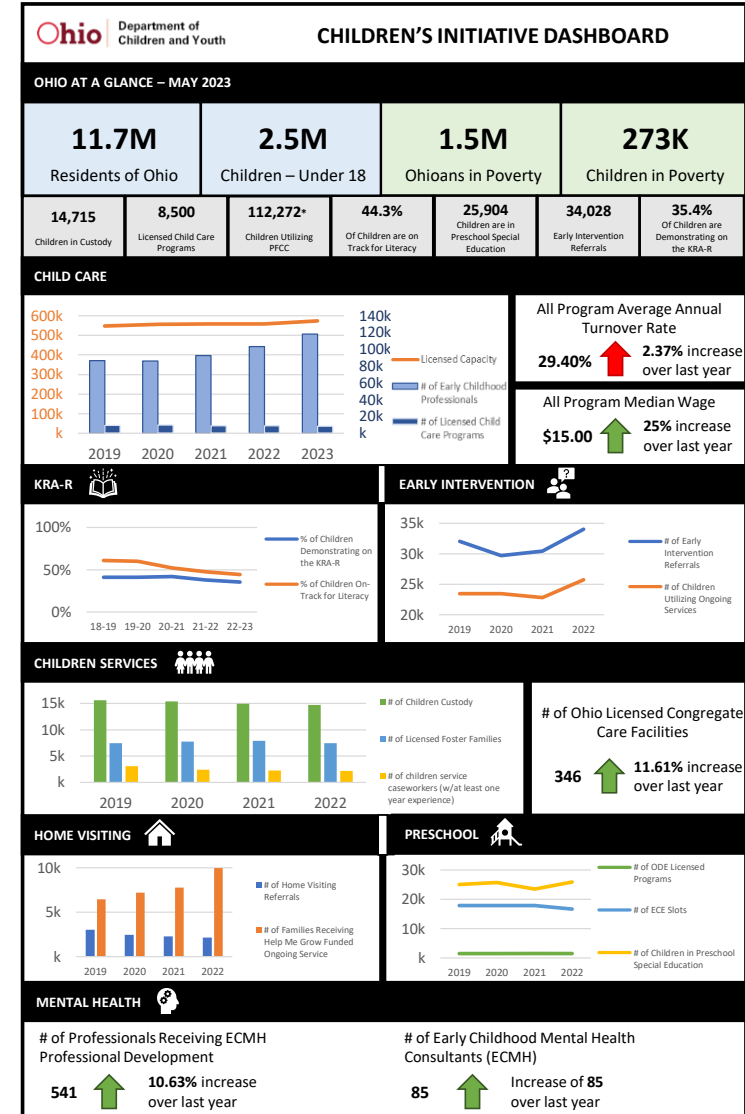 Ohio
Department of
Children and Youth
CHILDREN'S INITIATIVE DASHBOARD
OHIO AT A GLANCE – MAY 2023
11.7M
Residents of Ohio
2.5M
Children – Under 18
1.5M
Ohioans in Poverty
273K
Children in Poverty
14,715
Children in Custody
8,500
Licensed Child Care
Programs
112,272*
Children Utilizing
PFCC
44.3%
Of Children are on
Track for Literacy
25,904
Children are in
Preschool Special
Education
34,028
Early Intervention
Referrals
35.4%
Of Children are
Demonstrating on
the KRA-R
CHILD CARE
600k
500k
400k
300k
200k
100k
k
140k
120k
100k
80k
60k
40k
20k
k
2019 2020 2021 2022 2023
Licensed Capacity
# of Early Childhood
Professionals
# of Licensed Child
Care Programs
All Program Average Annual
Turnover Rate
29.40%
2.37% increase
over last year
All Program Median Wage
$15.00
25% increase
over last year
KRA-R
100%
50%
0%
18-19 19-20 20-21 21-22 22-23
% of Children
Demonstrating on
the KRA-R
% of Children On-
Track for Literacy
EARLY INTERVENTION
?
35k
30k
25k
20k
2019 2020 2021 2022
# of Early
Intervention
Referrals
# of Children
Utilizing Ongoing
Services
CHILDREN SERVICES
15k
10k
5k
k
2019 2020 2021 2022
# of Children Custody
# of Licensed Foster Families
# of children service
caseworkers (w/at least one
year experience)
# of Ohio Licensed Congregate
Care Facilities
346
11.61% increase
over last year
HOME VISITING
10k
5k
k
2019 2020 2021 2022
# of Home Visiting
Referrals
# of Families Receiving
Help Me Grow Funded
Ongoing Service
PRESCHOOL
30k
20k
10k
k
2019 2020 2021 2022
# of ODE Licensed
Programs
# of ECE Slots
# of Children in Preschool
Special Education
MENTAL HEALTH
# of Professionals Receiving ECMH
Professional Development
541
10.63% increase
over last year
# of Early Childhood Mental Health
Consultants (ECMH)
85
Increase of 85
over last year